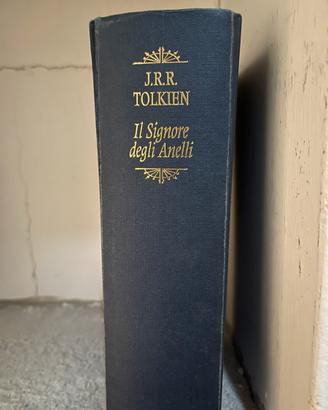 J.R.R.
TOLKIEN
Il Signore
degli Anelli